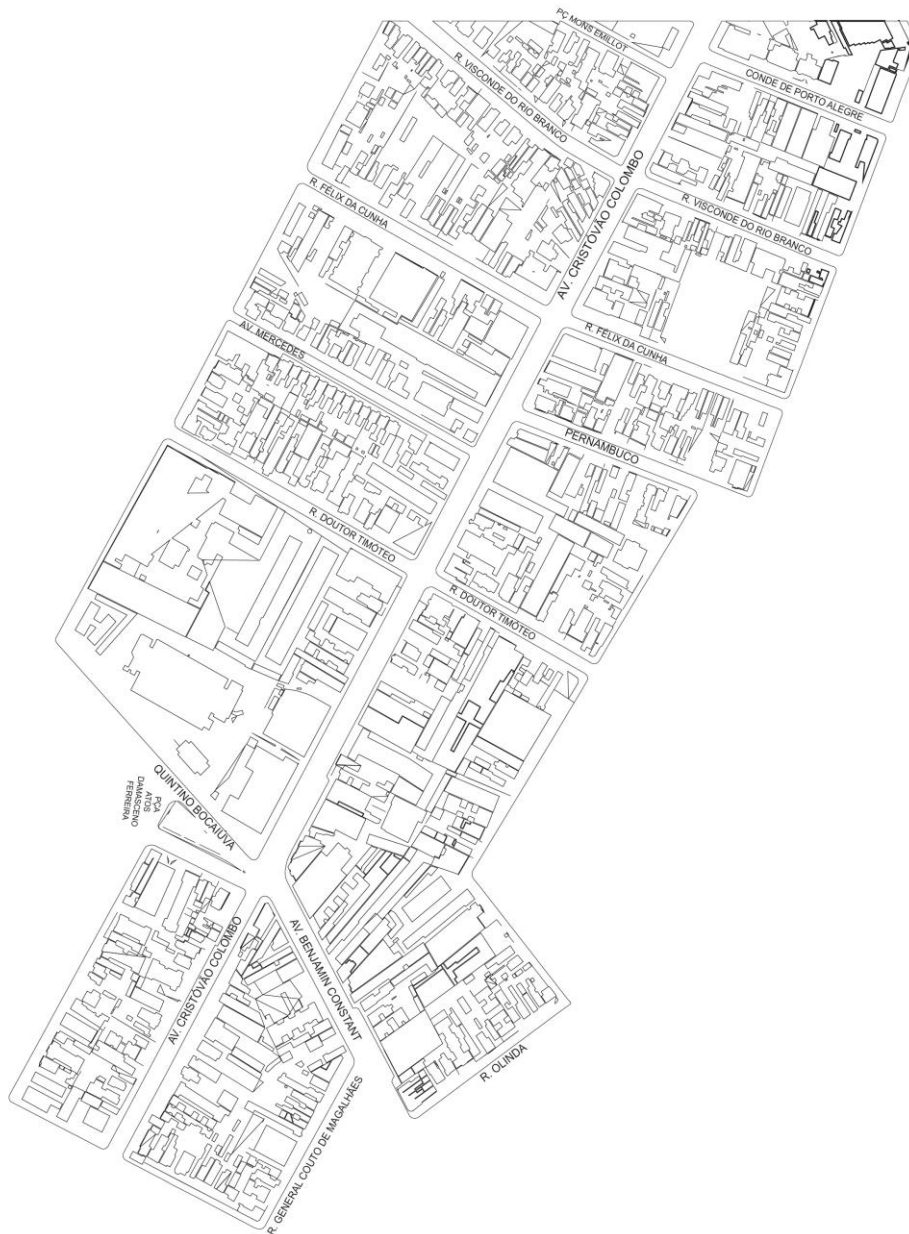 PÇ MONS EMILLOT
R. VISCONDE DO RIO BRANCO
CONDE DE PORTO ALEGRE
R. FÉLIX DA CUNHA
AV. CRISTOVÃO COLOMBO
R. VISCONDE DO RIO BRANCO
AV. MERCEDES
R. FÉLIX DA CUNHA
PERNAMBUCO
R. DOUTOR TIMÓTEO
R. DOUTOR TIMÓTEO
QUINTINO BOCAIÚVA
PÇA
ATOS
DAMASCENO
FERREIRA
AV. CRISTOVÃO COLOMBO
AV. BENJAMIN CONSTANT
R. OLINDA
R. GENERAL COUTO DE MAGALHÃES